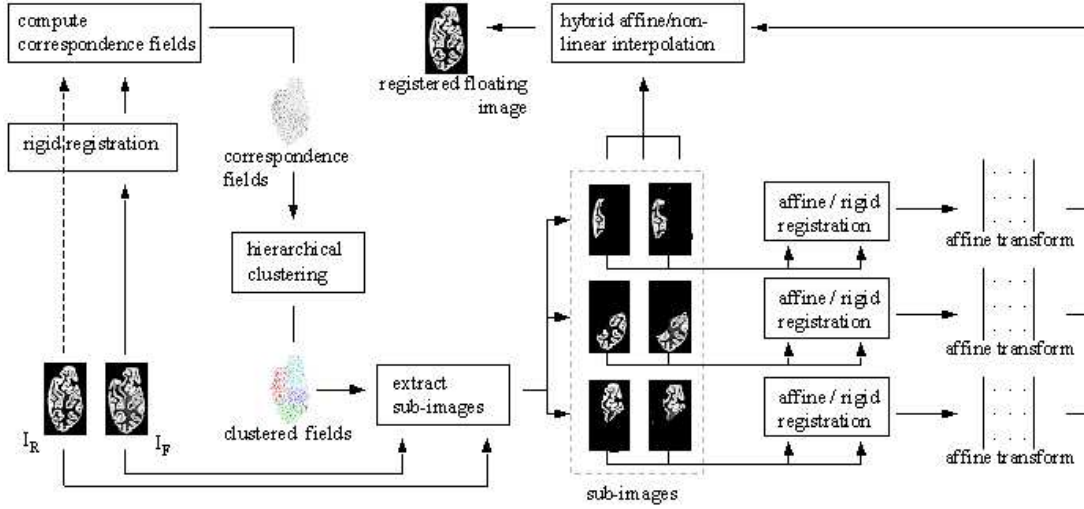 compute
correspondence fields
hybrid affine/non-
linear interpolation
registered floating
image
rigid registration
correspondence
fields
affine / rigid
registration
affine transform
hierarchical
clustering
affine / rigid
registration
affine transform
extract
sub-images
affine / rigid
registration
clustered fields
I_R
I_F
affine transform
sub-images